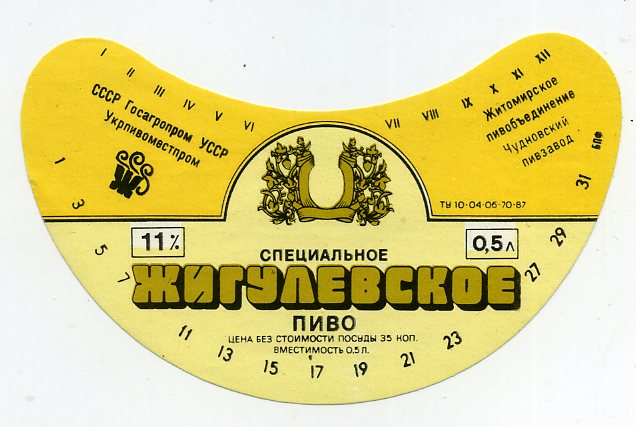 I II III IV V VI VII VIII IX X XI XII
СССР Госагропром УССР
Укрпивоместпром
Житомирское
пивобъединение
Чудновский
пивзавод
БПФ
ТУ 10-04-06-70-87
11%
0,5 л
СПЕЦИАЛЬНОЕ
ЖИГУЛЕВСКОЕ
ПИВО
ЦЕНА БЕЗ СТОИМОСТИ ПОСУДЫ 35 КОП.
ВМЕСТИМОСТЬ 0,5 Л.
1 3 5 7 11 13 15 17 19 21 23 27 29 31